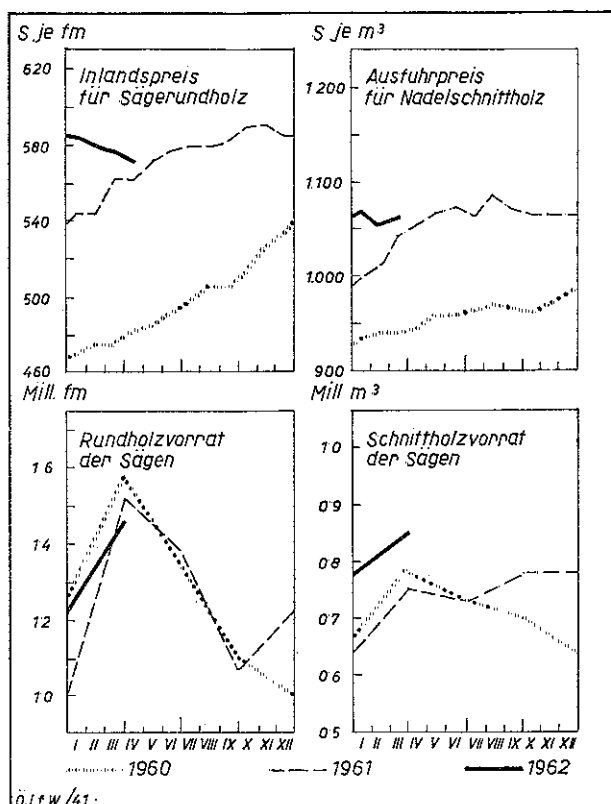 S. je fm
620
580
540
500
460
Inlandspreis
für Sägerundholz
S. je m³
1.200
1.100
1.000
900
Ausfuhrpreis
für Nadelschnittholz
Mill. fm
1'6
1'4
1'2
1'0
Rundholzvorrat
der Sägen
I II III IV V VI VII VIII IX X XI XII
Mill m³
1'0
0'9
0'8
0'7
0'6
0'5
Schnittholzvorrat
der Sägen
I II III IV V VI VII VIII IX X XI XII
1960 1961 1962
Ö.I.f.W./41